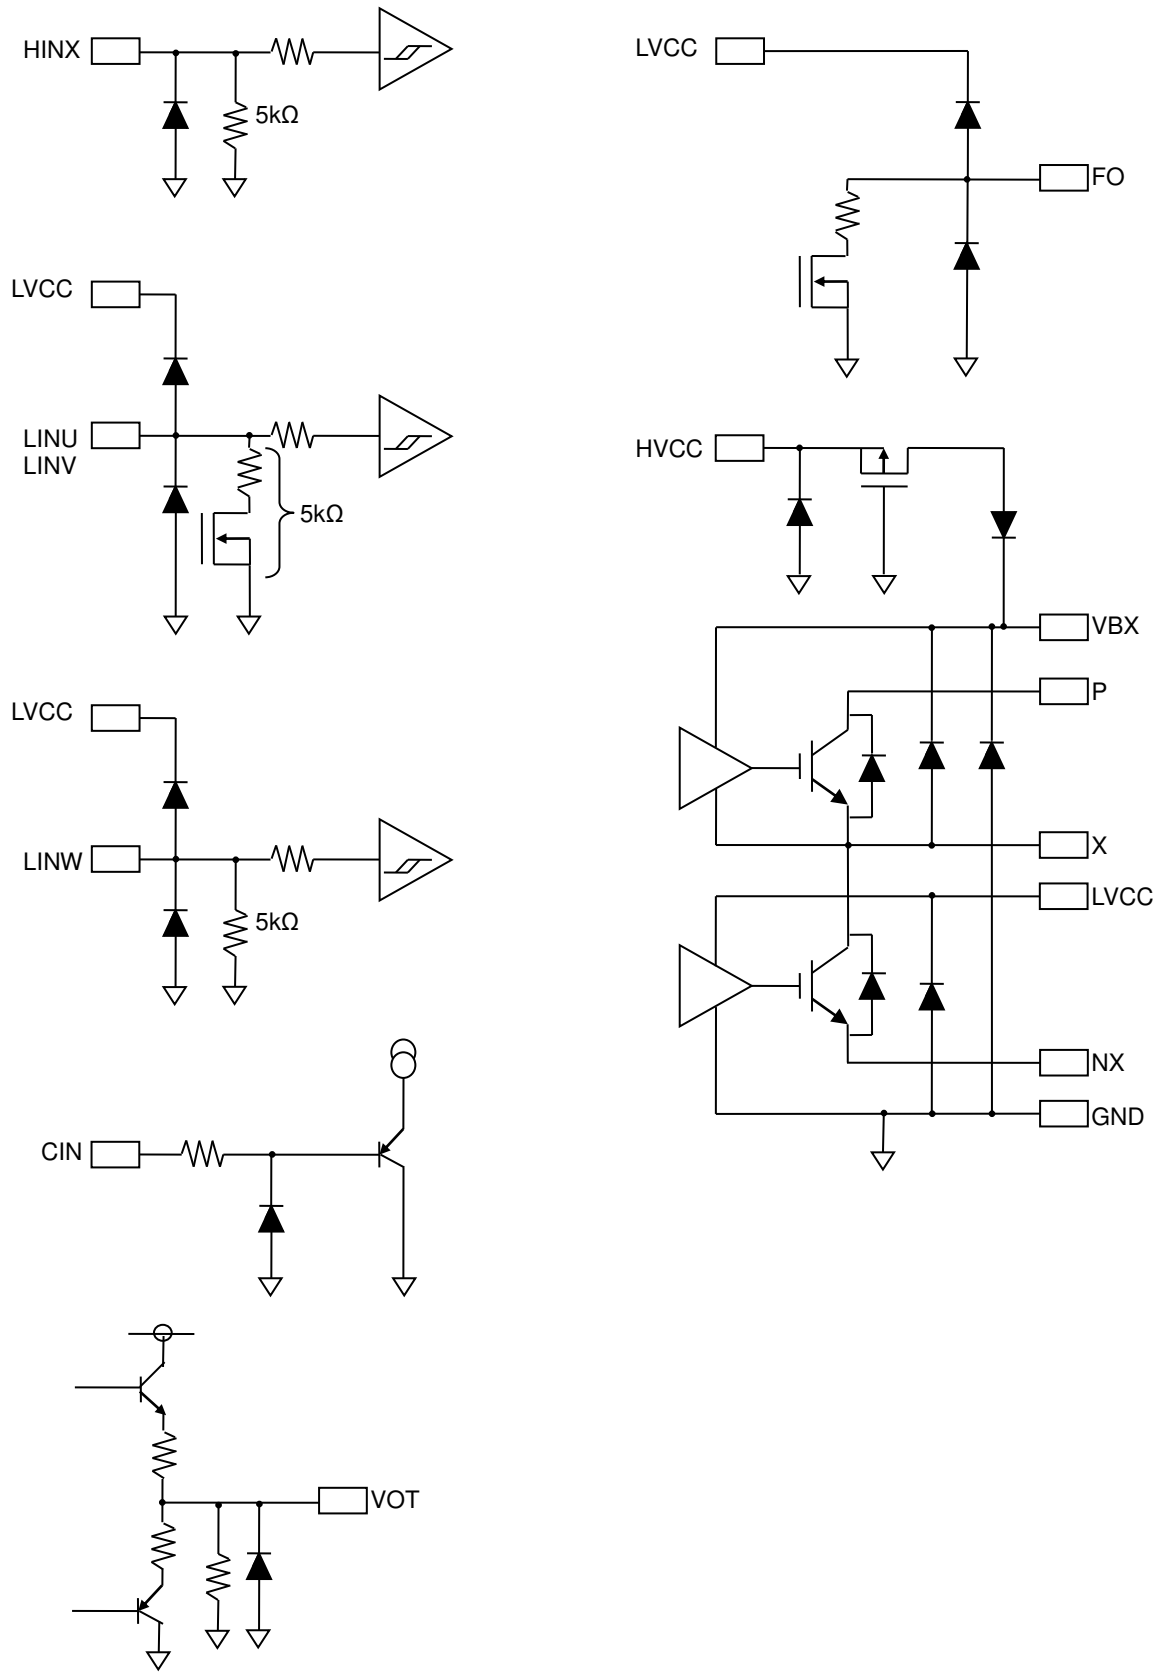 HINX
5kΩ
LVCC
LINU
LINV
5kΩ
LVCC
LINW
5kΩ
CIN
VOT
LVCC
FO
HVCC
VBX
P
X
LVCC
NX
GND